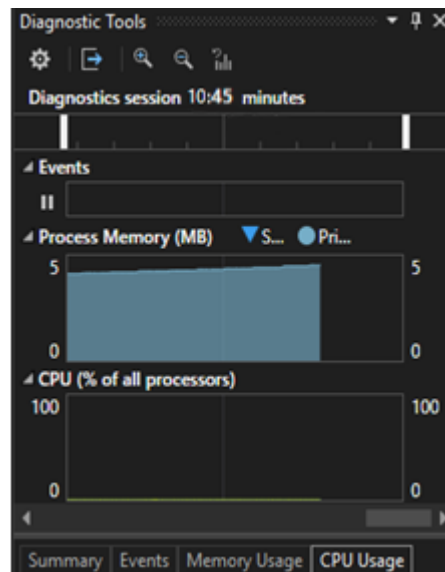 Diagnostic Tools
Diagnostics session 10:45 minutes
Events
Process Memory (MB) S... Pri...
5 5
0 0
CPU (% of all processors)
100 100
0 0
Summary Events Memory Usage CPU Usage